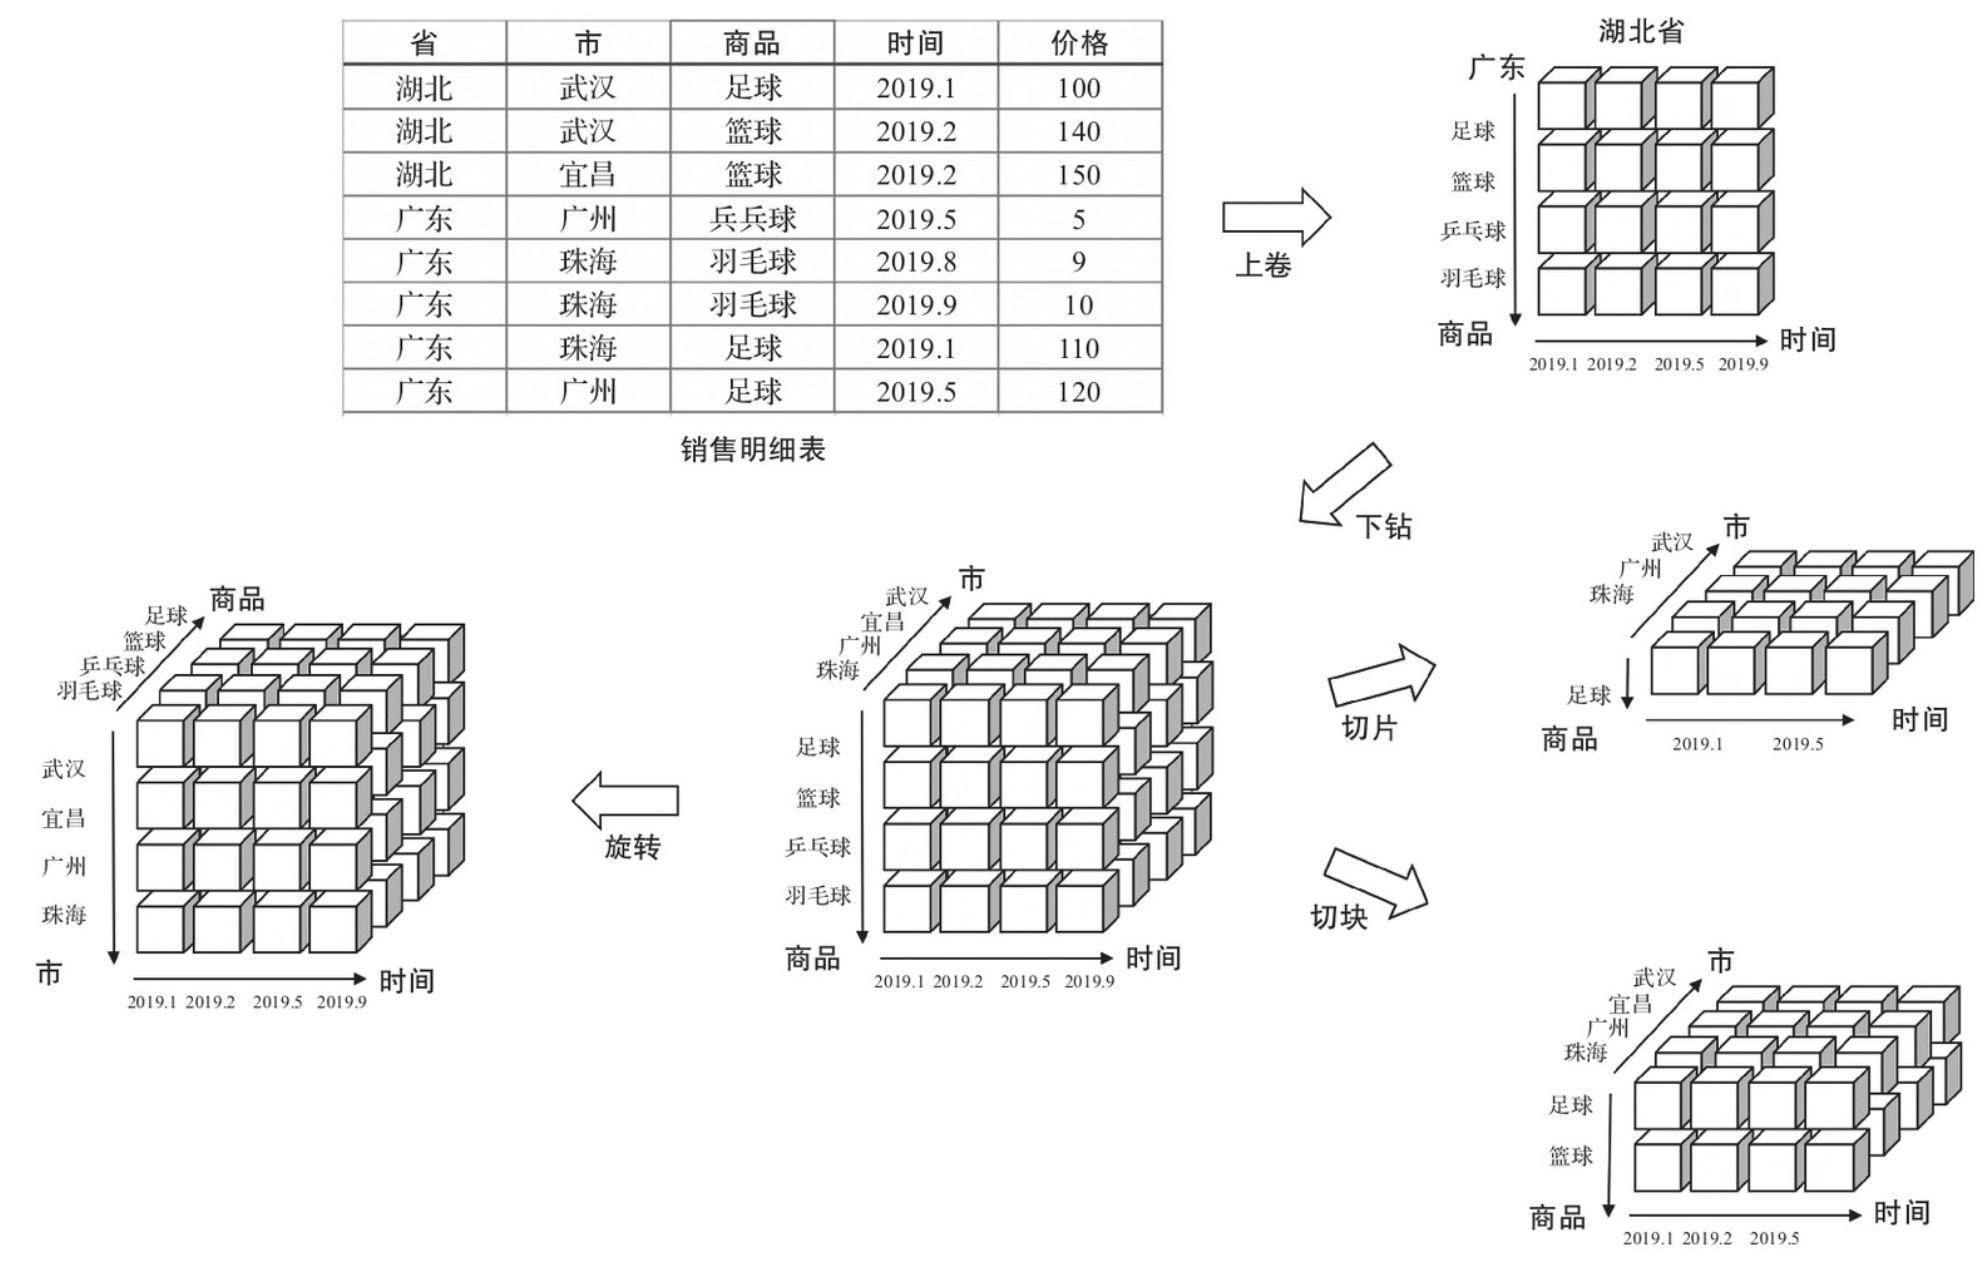 省 市 商品 时间 价格
湖北 武汉 足球 2019.1 100
湖北 武汉 篮球 2019.2 140
湖北 宜昌 篮球 2019.2 150
广东 广州 兵兵球 2019.5 5
广东 珠海 羽毛球 2019.8 9
广东 珠海 羽毛球 2019.9 10
广东 珠海 足球 2019.1 110
广东 广州 足球 2019.5 120
销售明细表
上卷
湖北省
广东
足球
篮球
乒乓球
羽毛球
商品
时间
2019.1 2019.2 2019.5 2019.9
下钻
市
武汉
宜昌
广州
珠海
足球
篮球
乒乓球
羽毛球
商品
时间
2019.1 2019.2 2019.5 2019.9
旋转
商品
足球
篮球
乒乓球
羽毛球
武汉
宜昌
广州
珠海
市
时间
2019.1 2019.2 2019.5 2019.9
切片
市
武汉
广州
珠海
足球
商品
时间
2019.1 2019.5
切块
市
武汉
宜昌
广州
珠海
足球
篮球
商品
时间
2019.1 2019.2 2019.5